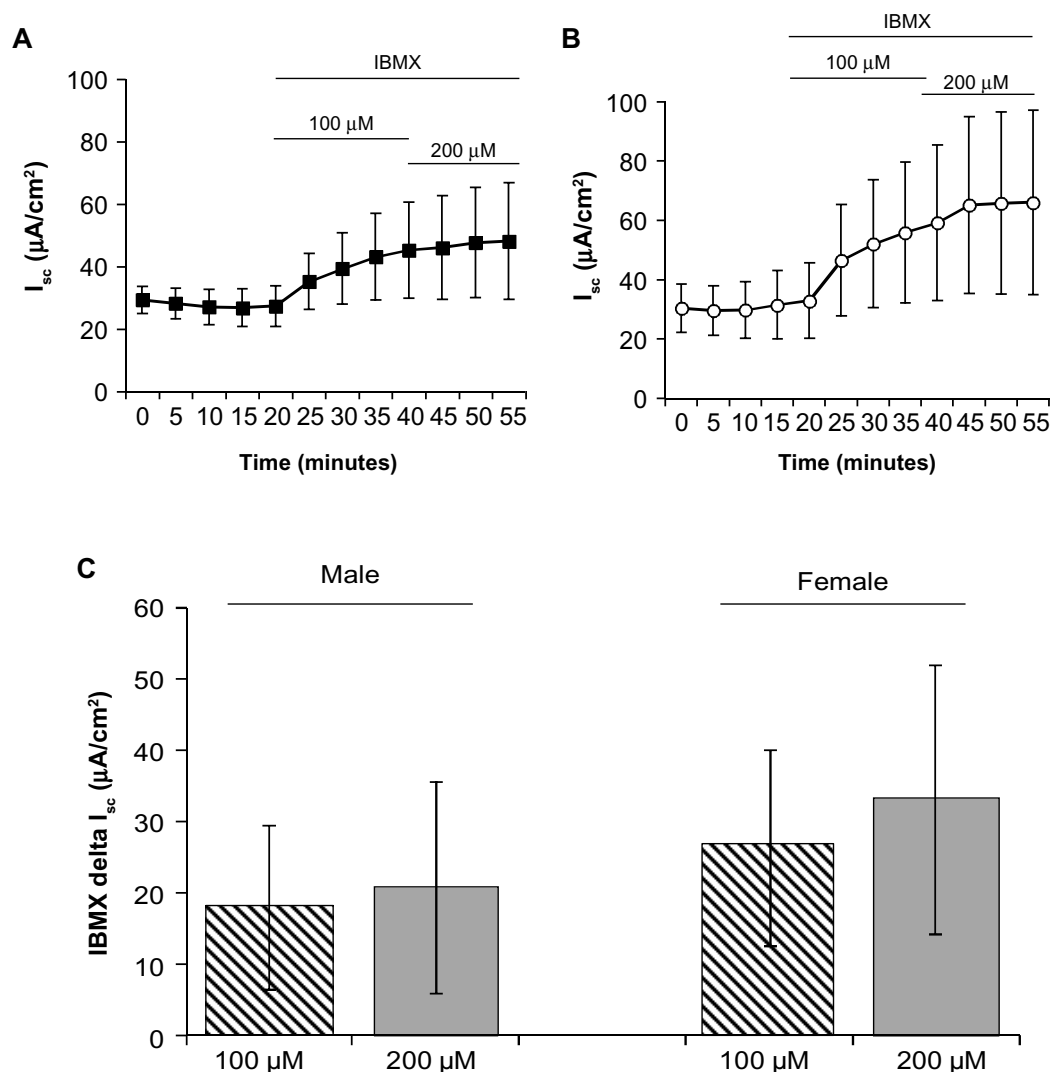 A
IBMX
100 μM
200 μM
100
80
60
40
20
0
I_sc (μA/cm²)
0 5 10 15 20 25 30 35 40 45 50 55
Time (minutes)
B
IBMX
100 μM
200 μM
100
80
60
40
20
0
I_sc (μA/cm²)
0 5 10 15 20 25 30 35 40 45 50 55
Time (minutes)
C
Male
Female
60
50
40
30
20
10
0
IBMX delta I_sc (μA/cm²)
100 μM 200 μM 100 μM 200 μM